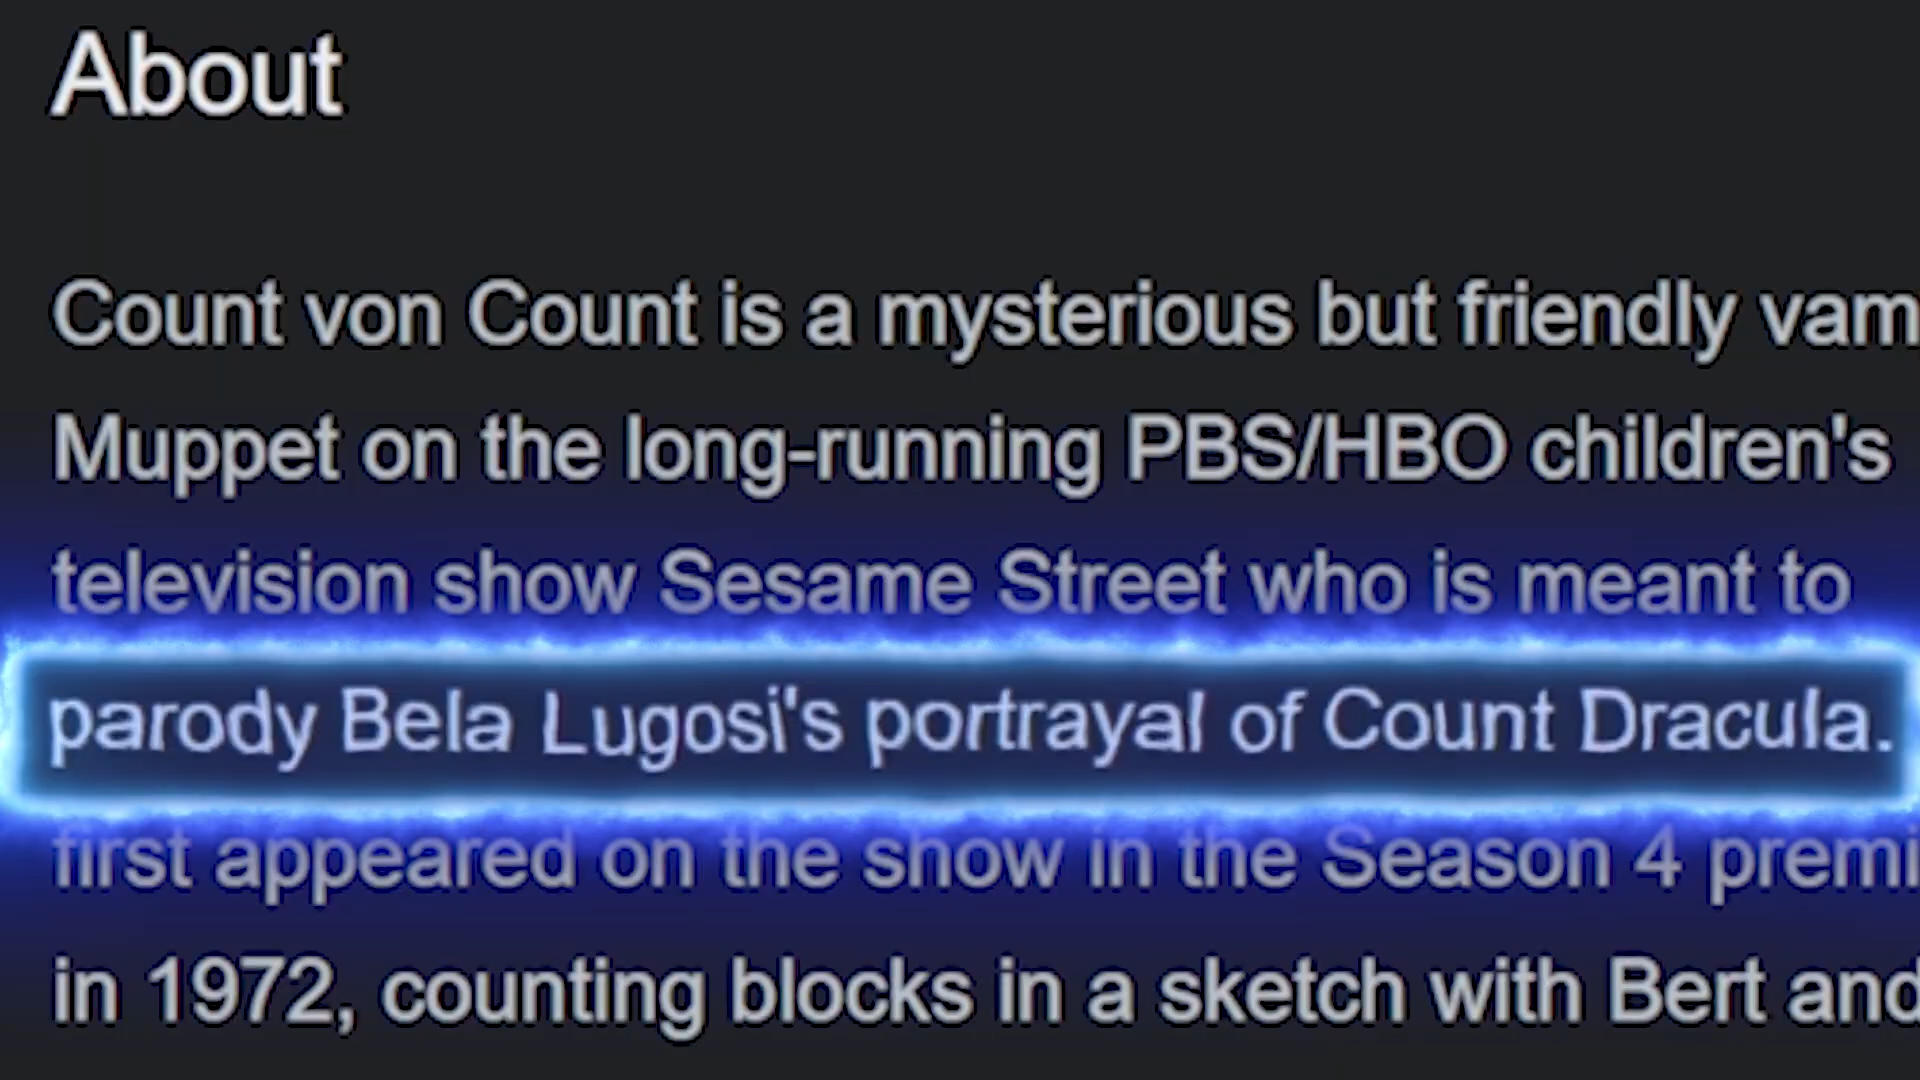 About
Count von Count is a mysterious but friendly vam
Muppet on the long-running PBS/HBO children's
television show Sesame Street who is meant to
parody Bela Lugosi's portrayal of Count Dracula.
first appeared on the show in the Season 4 premi
in 1972, counting blocks in a sketch with Bert and